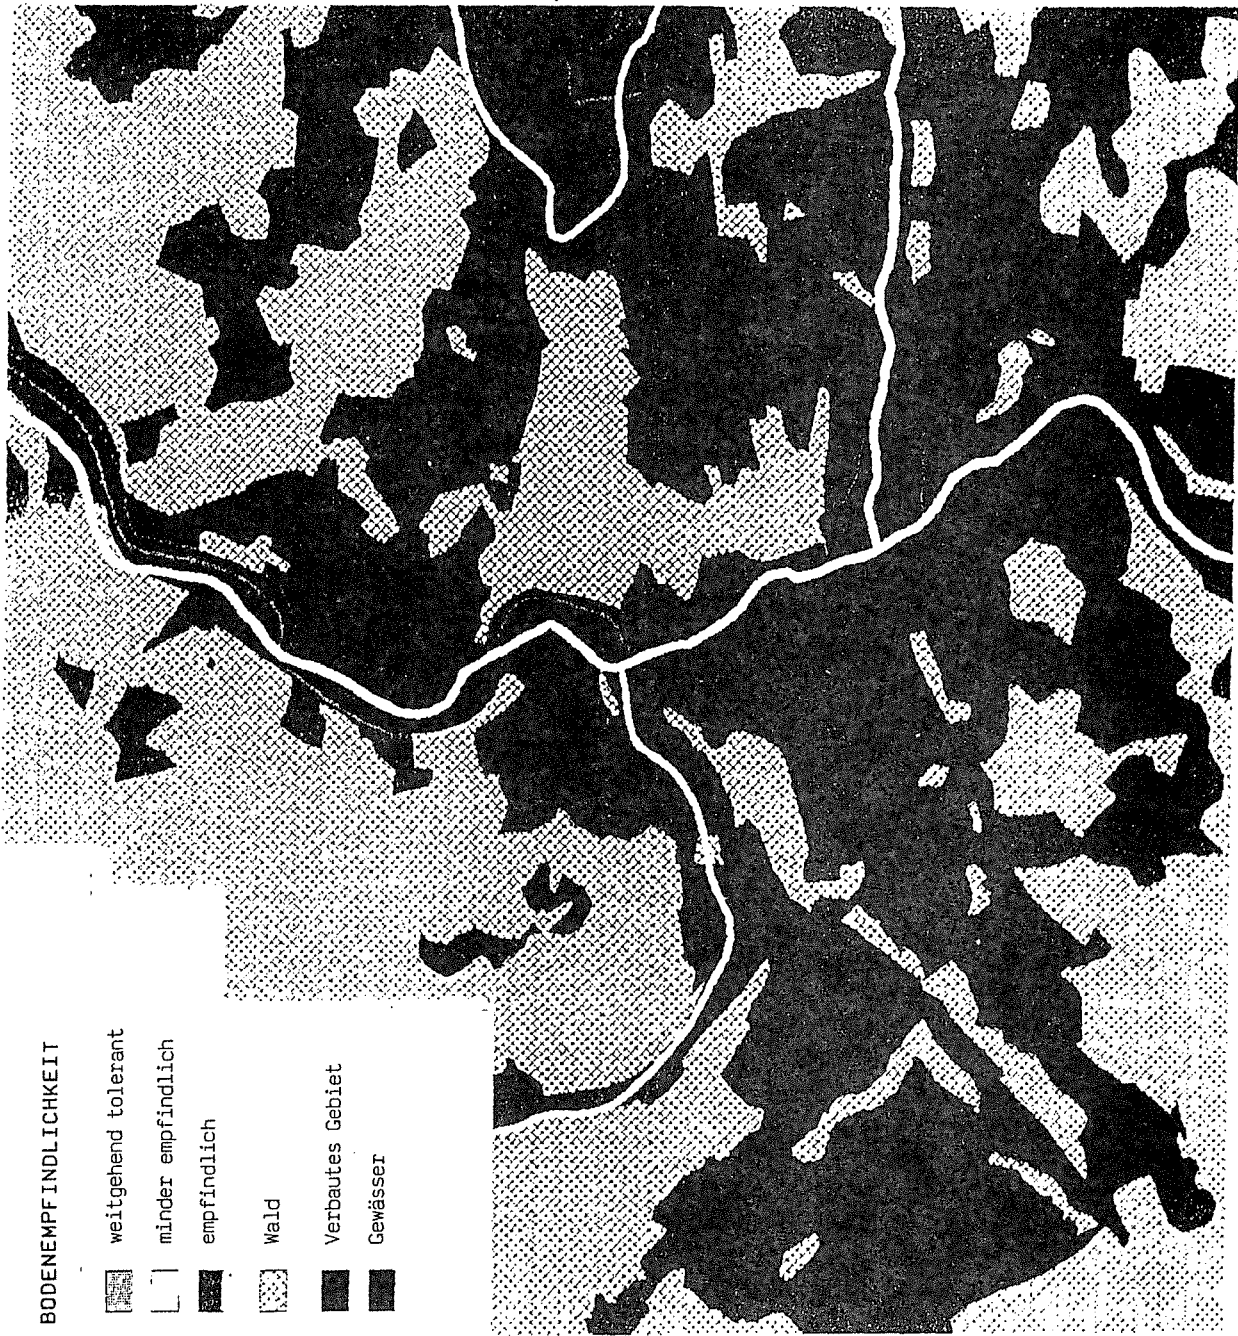 BODENEMPFINDLICHKEIT
weitgehend tolerant
minder empfindlich
empfindlich
Wald
Verbautes Gebiet
Gewässer